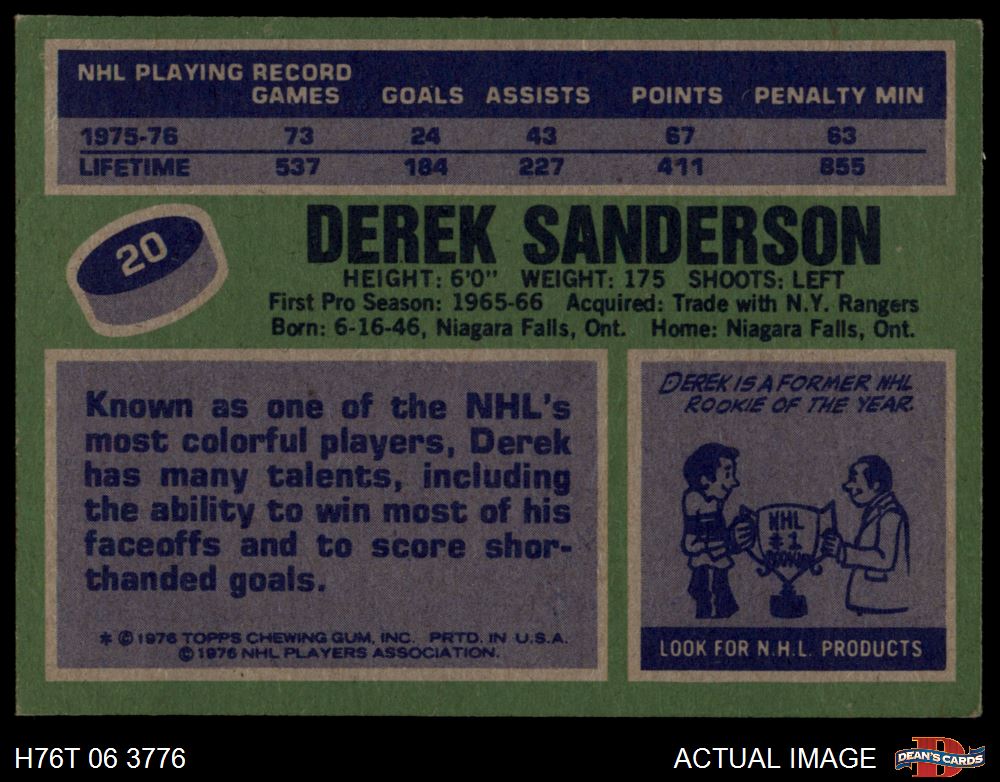 NHL PLAYING RECORD
GAMES GOALS ASSISTS POINTS PENALTY MIN
1975-76 73 24 43 67 63
LIFETIME 537 184 227 411 855
20
DEREK SANDERSON
HEIGHT: 6'0" WEIGHT: 175 SHOOTS: LEFT
First Pro Season: 1965-66 Acquired: Trade with N.Y. Rangers
Born: 6-16-46, Niagara Falls, Ont. Home: Niagara Falls, Ont.
Known as one of the NHL's
most colorful players, Derek
has many talents, including
the ability to win most of his
faceoffs and to score shor-
thanded goals.
* © 1976 TOPPS CHEWING GUM, INC. PRTD. IN U.S.A.
© 1976 NHL PLAYERS ASSOCIATION.
DEREK IS A FORMER NHL
ROOKIE OF THE YEAR.
NHL
#1
ROOKIE
LOOK FOR N.H.L. PRODUCTS
H76T 06 3776
ACTUAL IMAGE
D
DEAN'S CARDS